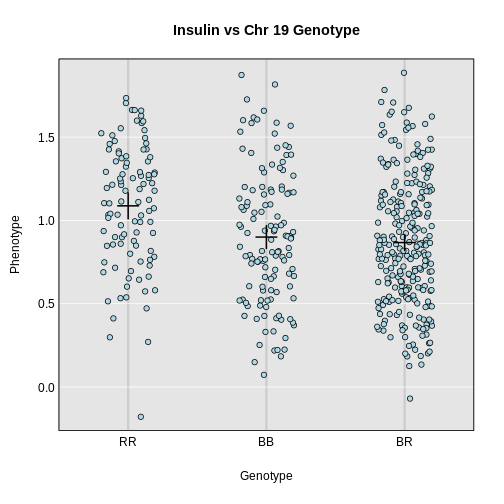 Insulin vs Chr 19 Genotype
Phenotype
1.5
1.0
0.5
0.0
RR BB BR
Genotype